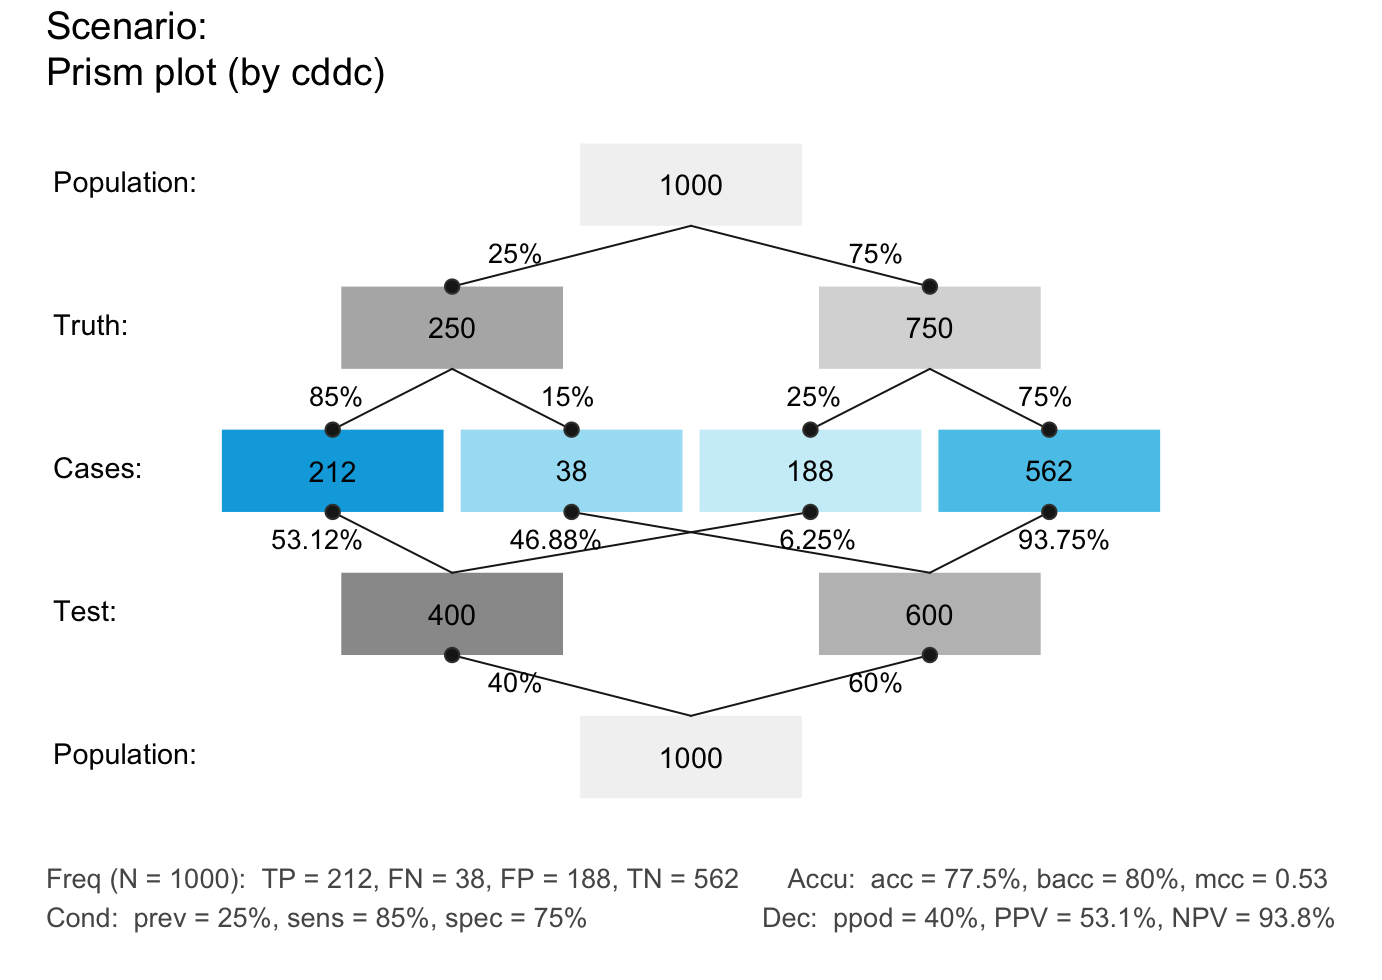 Scenario:
Prism plot (by cddc)
Population:
1000
25%
75%
Truth:
250
750
85%
15%
25%
75%
Cases:
212
38
188
562
53.12%
46.88%
6.25%
93.75%
Test:
400
600
40%
60%
Population:
1000
Freq (N = 1000):  TP = 212, FN = 38, FP = 188, TN = 562
Accu:  acc = 77.5%, bacc = 80%, mcc = 0.53
Cond:  prev = 25%, sens = 85%, spec = 75%
Dec:  ppod = 40%, PPV = 53.1%, NPV = 93.8%